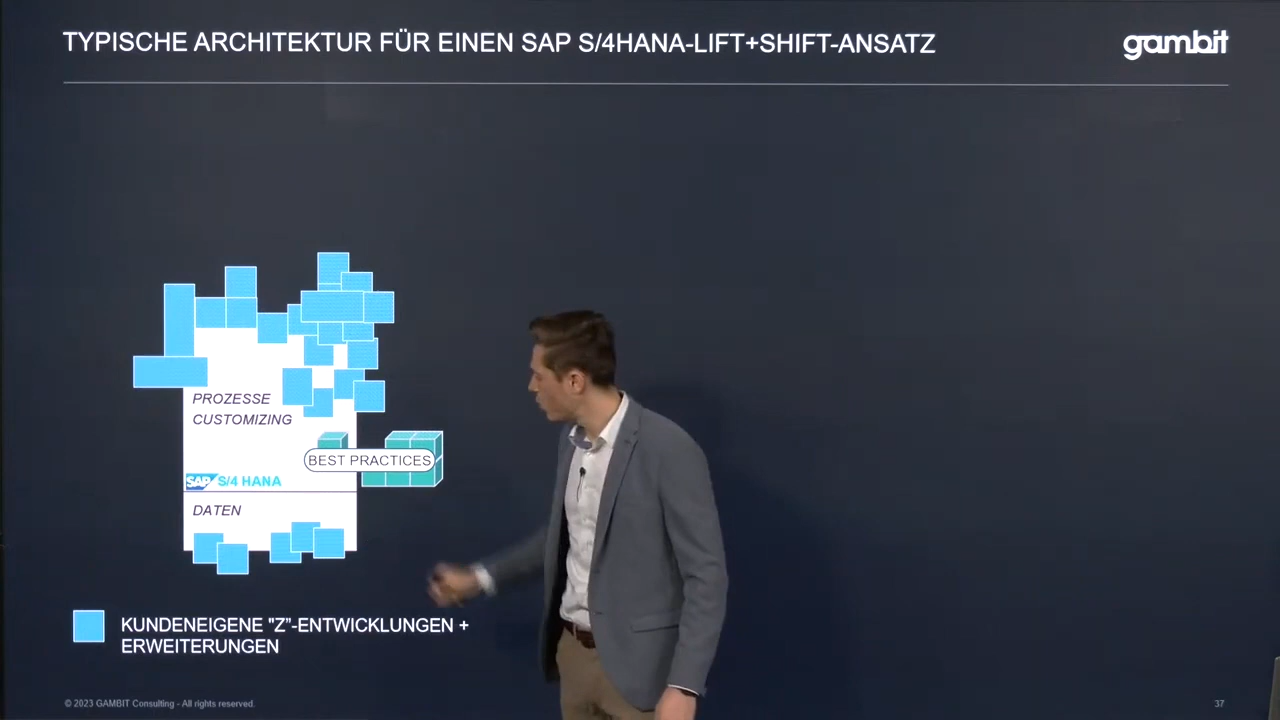 TYPISCHE ARCHITEKTUR FÜR EINEN SAP S/4HANA-LIFT+SHIFT-ANSATZ
gambit
PROZESSE
CUSTOMIZING
BEST PRACTICES
SAP S/4 HANA
DATEN
KUNDENEIGENE "Z"-ENTWICKLUNGEN +
ERWEITERUNGEN
© 2023 GAMBIT Consulting - All rights reserved.
37